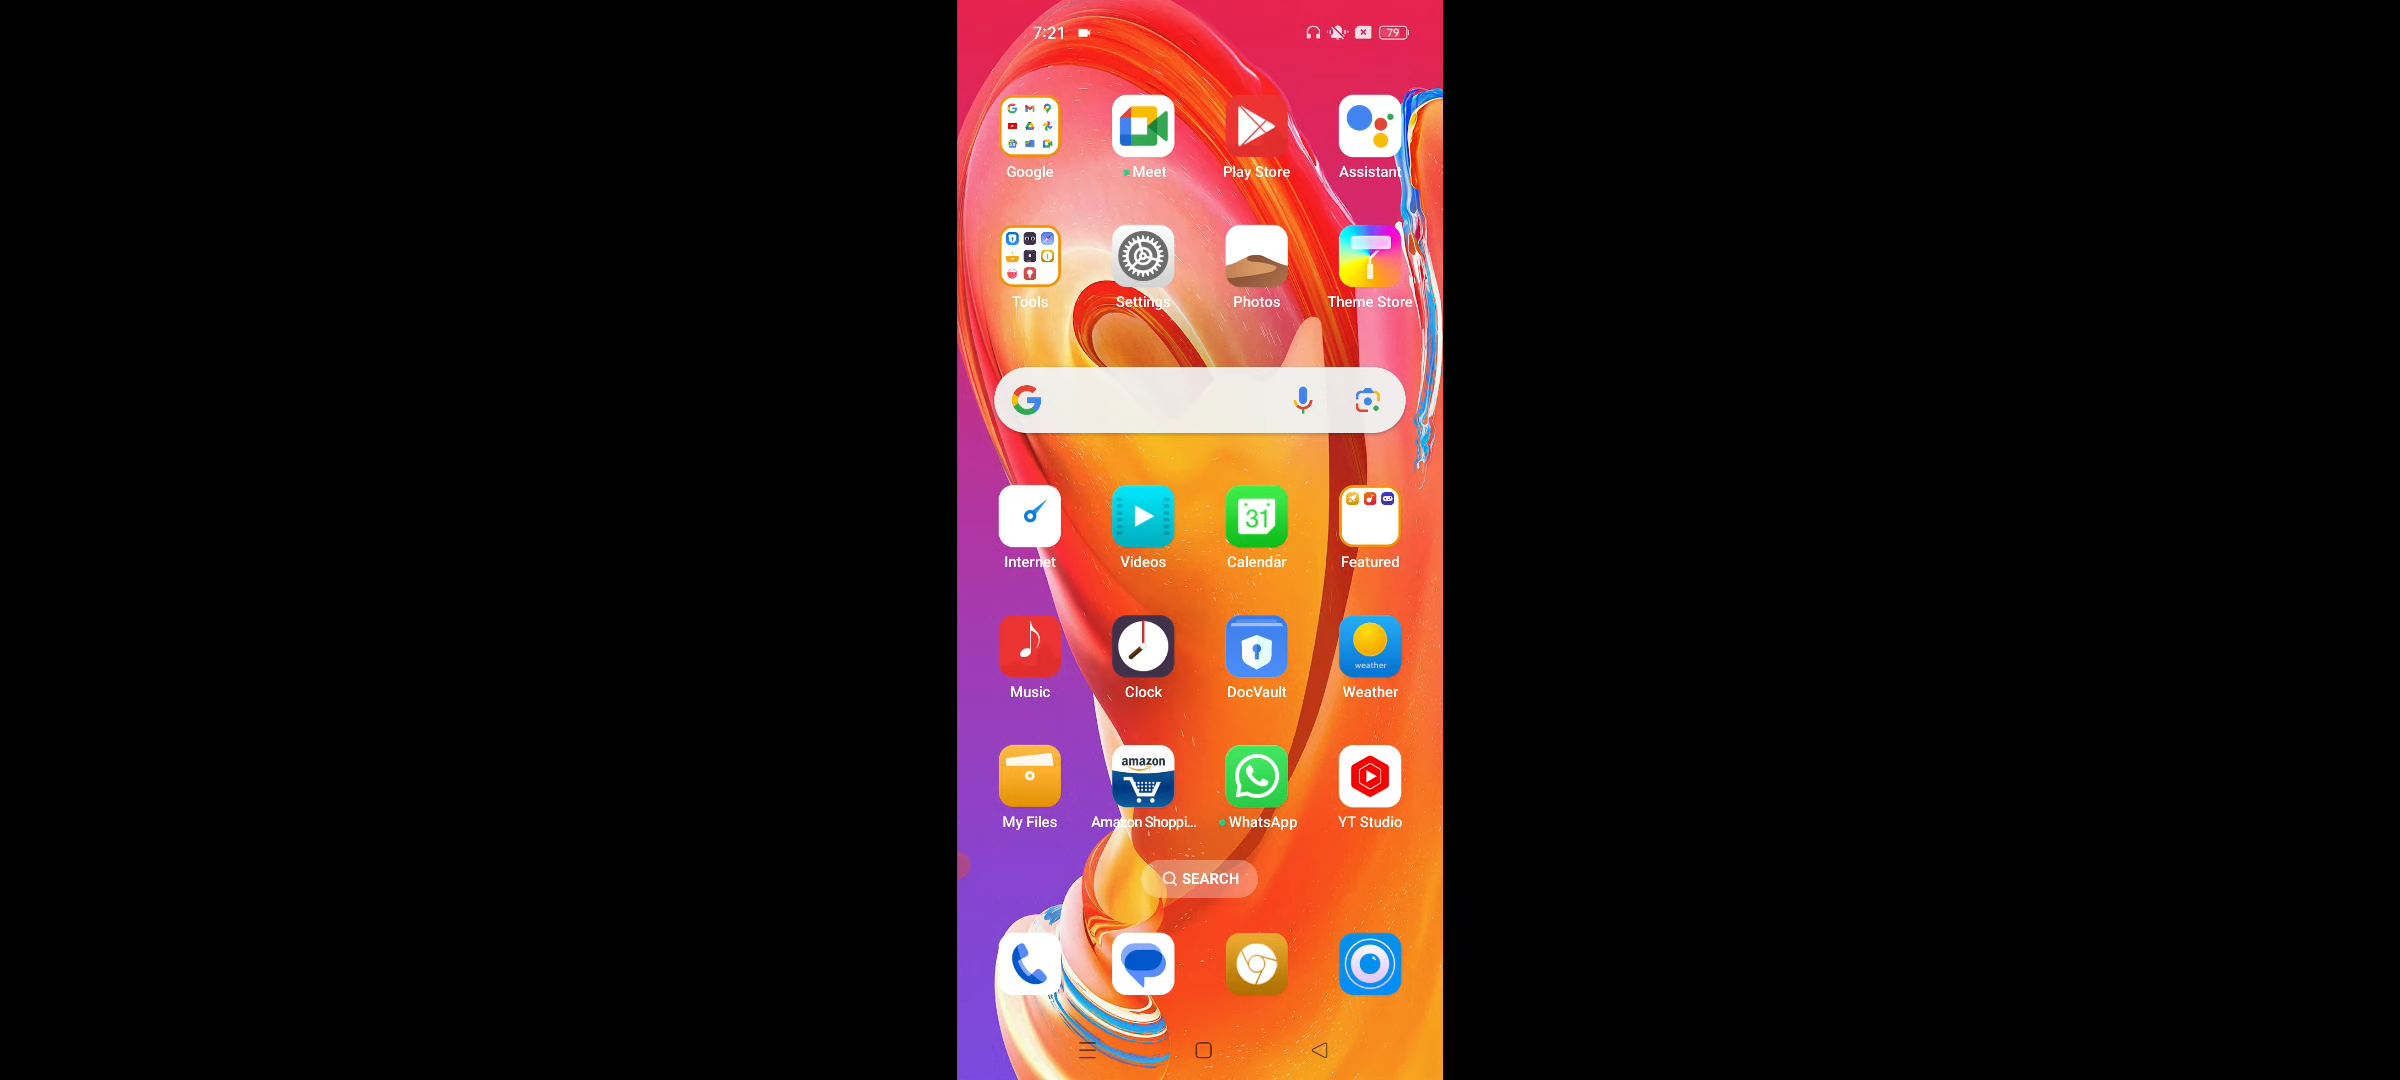 7:21 79
Google Meet Play Store Assistant
Tools Settings Photos Theme Store
31
Internet Videos Calendar Featured
weather
Music Clock DocVault Weather
amazon
My Files Amazon Shoppi... WhatsApp YT Studio
SEARCH